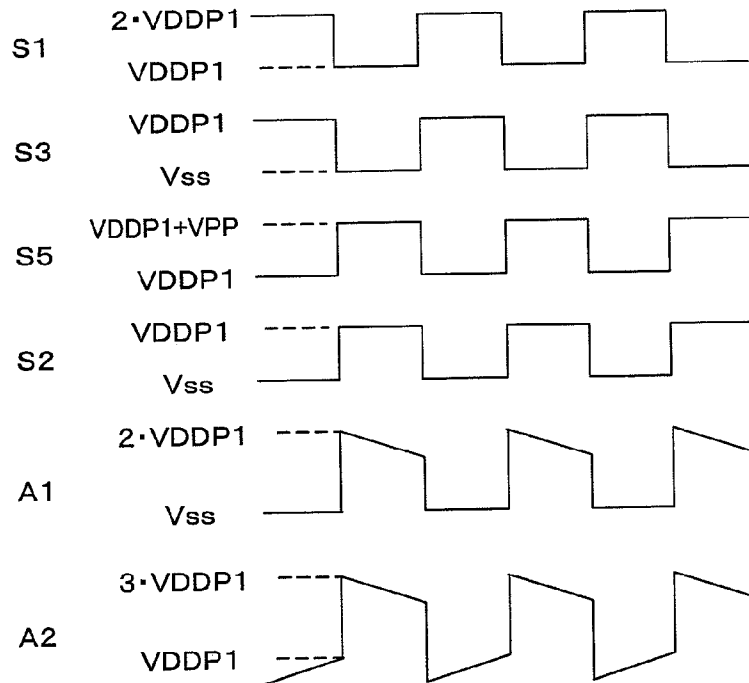 2・VDDP1
S1
VDDP1
VDDP1
S3
Vss
VDDP1+VPP
S5
VDDP1
VDDP1
S2
Vss
2・VDDP1
A1
Vss
3・VDDP1
A2
VDDP1